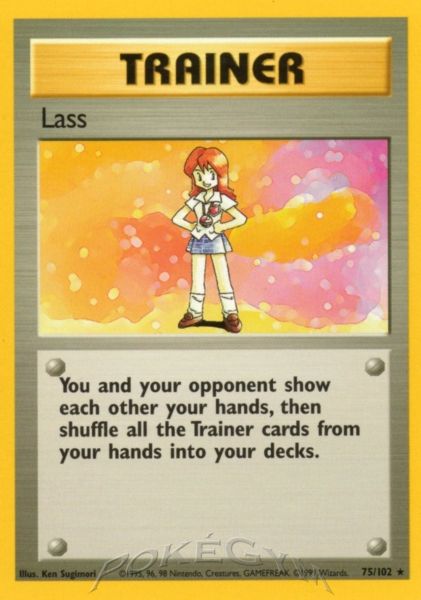 TRAINER
Lass
You and your opponent show
each other your hands, then
shuffle all the Trainer cards from
your hands into your decks.
POKÉGYM
Illus. Ken Sugimori ©1995, 96, 98 Nintendo, Creatures, GAMEFREAK. ©1999 Wizards. 75/102 ★